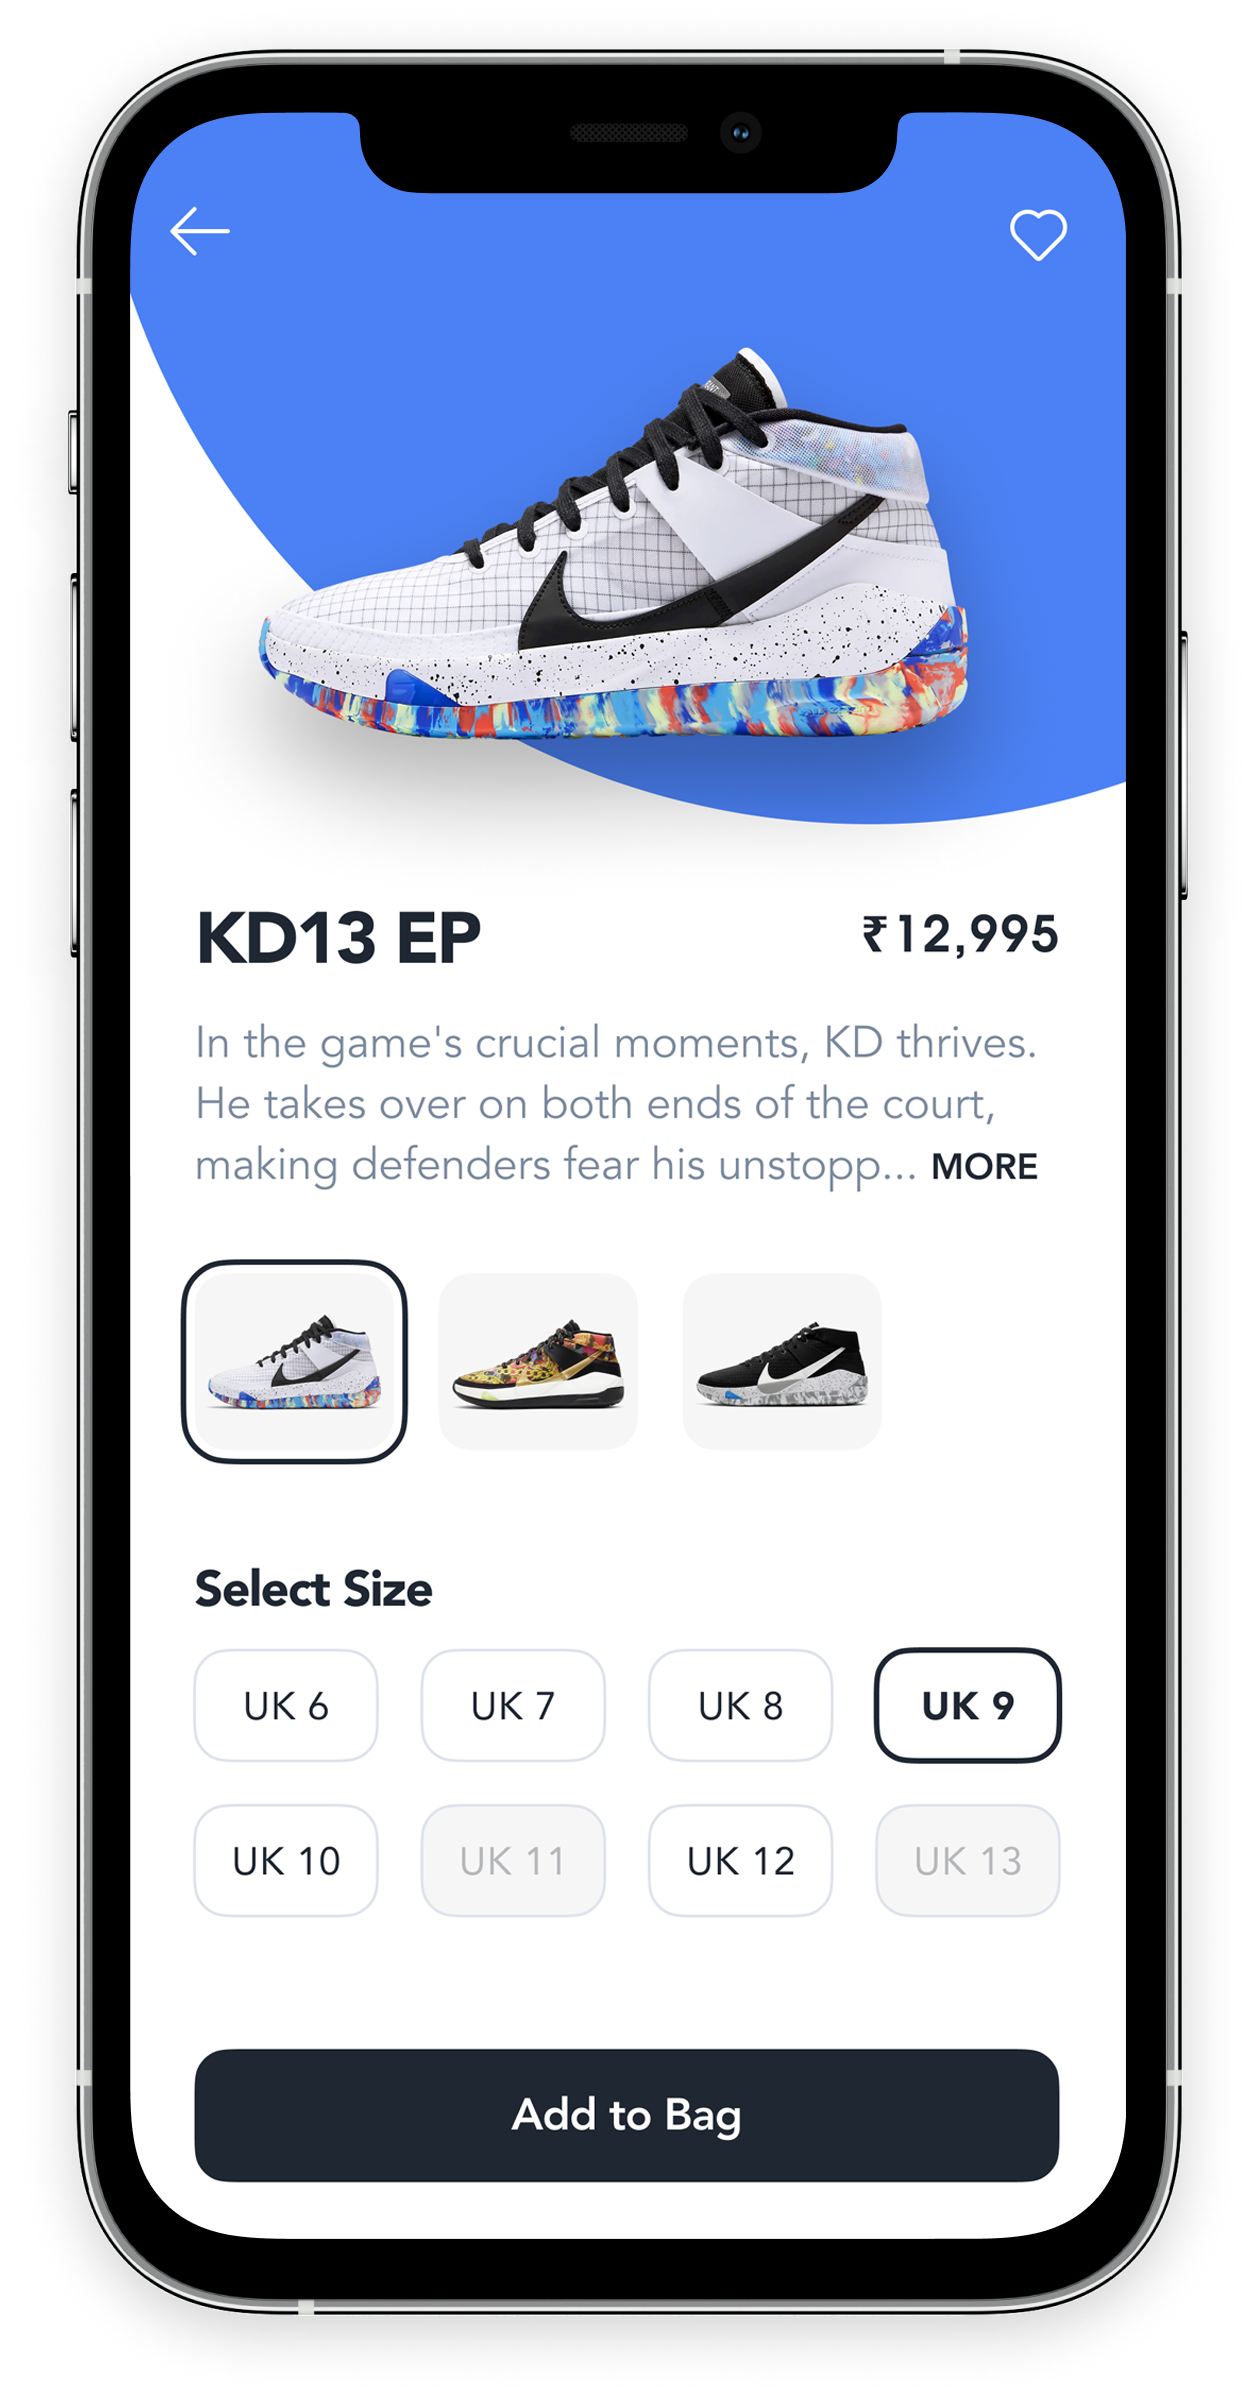 KD13 EP
₹12,995
In the game's crucial moments, KD thrives.
He takes over on both ends of the court,
making defenders fear his unstopp... MORE
Select Size
UK 6
UK 7
UK 8
UK 9
UK 10
UK 11
UK 12
UK 13
Add to Bag